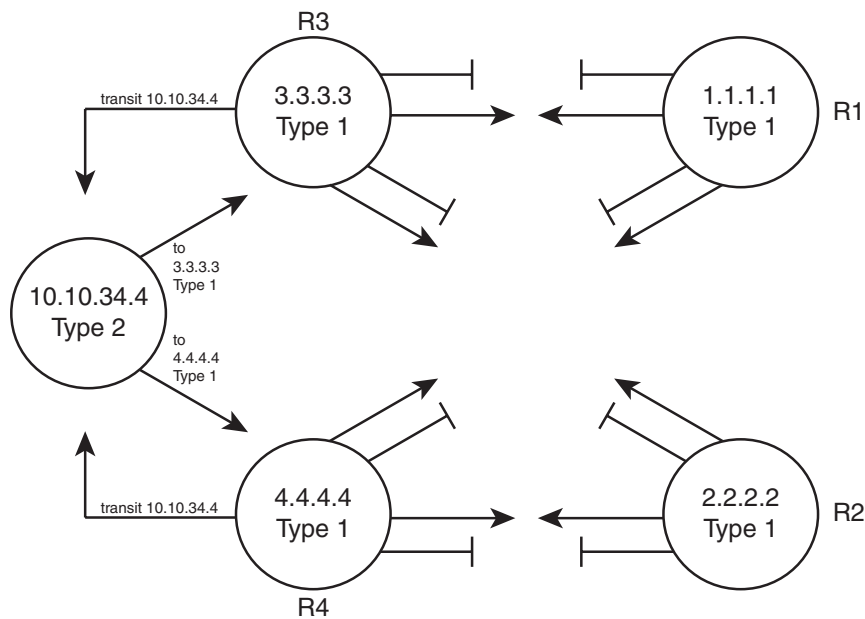 R3
3.3.3.3
Type 1
transit 10.10.34.4
1.1.1.1
Type 1
R1
to
3.3.3.3
Type 1
10.10.34.4
Type 2
to
4.4.4.4
Type 1
transit 10.10.34.4
4.4.4.4
Type 1
R4
2.2.2.2
Type 1
R2